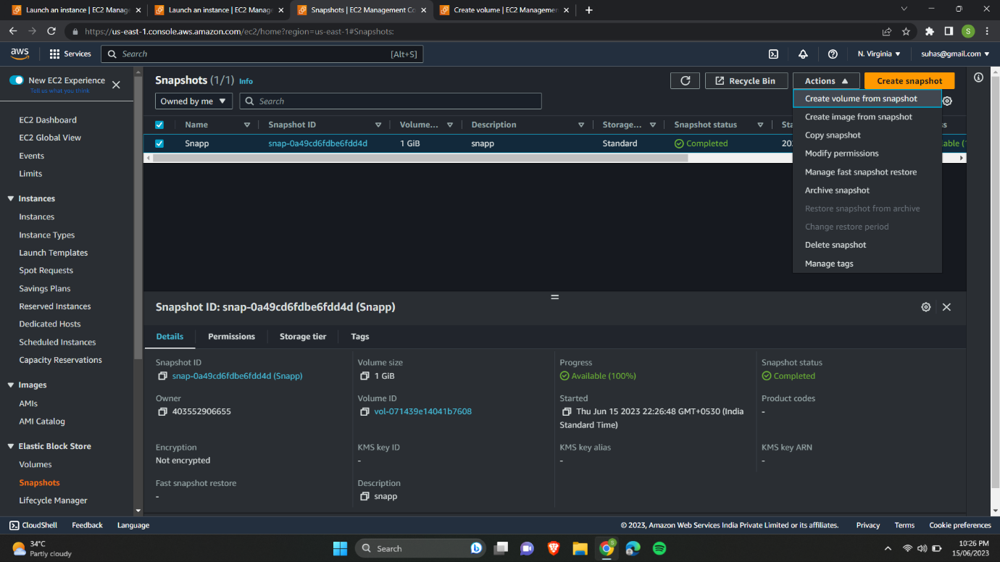 Launch an instance | EC2 Manage
Launch an instance | EC2 Manage
Snapshots | EC2 Management Co
Create volume | EC2 Management
https://us-east-1.console.aws.amazon.com/ec2/home?region=us-east-1#Snapshots:
S
aws
Services
Search
[Alt+S]
N. Virginia
suhas@gmail.com
New EC2 Experience
Tell us what you think
EC2 Dashboard
EC2 Global View
Events
Limits
Instances
Instances
Instance Types
Launch Templates
Spot Requests
Savings Plans
Reserved Instances
Dedicated Hosts
Scheduled Instances
Capacity Reservations
Images
AMIs
AMI Catalog
Elastic Block Store
Volumes
Snapshots
Lifecycle Manager
Snapshots (1/1) Info
Recycle Bin
Actions
Create snapshot
Owned by me
Search
Name
Snapshot ID
Volume...
Description
Storage...
Snapshot status
Snapp
snap-0a49cd6fdbe6fdd4d
1 GiB
snapp
Standard
Completed
Create volume from snapshot
Create image from snapshot
Copy snapshot
Modify permissions
Manage fast snapshot restore
Archive snapshot
Restore snapshot from archive
Change restore period
Delete snapshot
Manage tags
Snapshot ID: snap-0a49cd6fdbe6fdd4d (Snapp)
Details
Permissions
Storage tier
Tags
Snapshot ID
snap-0a49cd6fdbe6fdd4d (Snapp)
Volume size
1 GiB
Progress
Available (100%)
Snapshot status
Completed
Owner
403552906655
Volume ID
vol-071439e14041b7608
Started
Thu Jun 15 2023 22:26:48 GMT+0530 (India
Standard Time)
Product codes
-
Encryption
Not encrypted
KMS key ID
-
KMS key alias
-
KMS key ARN
-
Fast snapshot restore
-
Description
snapp
CloudShell
Feedback
Language
© 2023, Amazon Web Services India Private Limited or its affiliates.
Privacy
Terms
Cookie preferences
34°C
Partly cloudy
Search
10:26 PM
15/06/2023